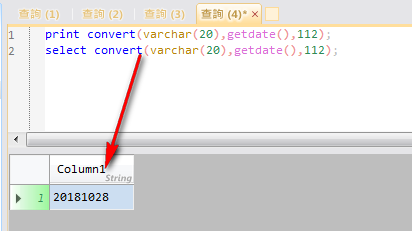 查詢 (1) 查詢 (2) 查詢 (3) 查詢 (4)* ×
1 print convert(varchar(20),getdate(),112);
2 select convert(varchar(20),getdate(),112);
Column1
String
1 20181028